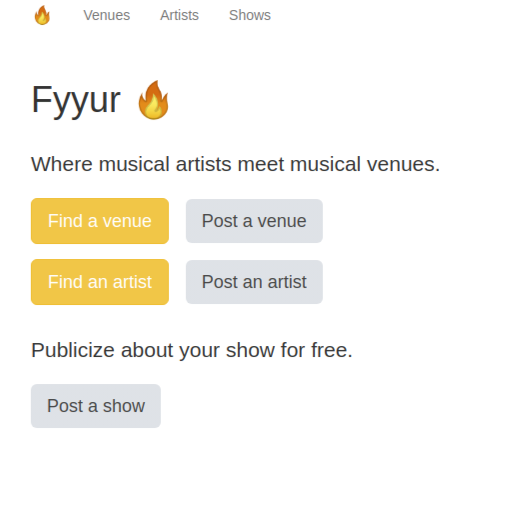 🔥 Venues Artists Shows
Fyyur 🔥
Where musical artists meet musical venues.
Find a venue Post a venue
Find an artist Post an artist
Publicize about your show for free.
Post a show